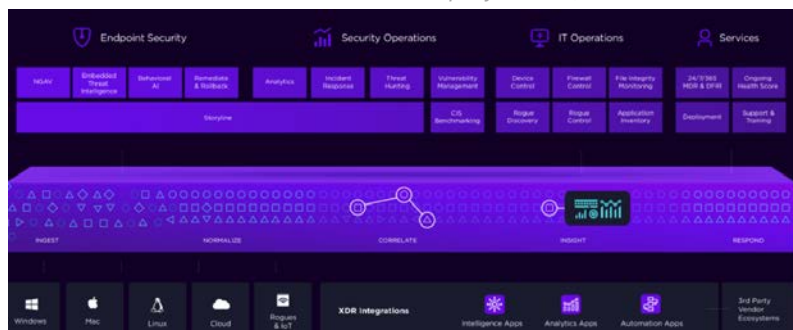 Endpoint Security
Security Operations
IT Operations
Services
NGAV
Embedded
Threat
Intelligence
Behavioral
AI
Remediate
& Rollback
Analytics
Incident
Response
Threat
Hunting
Vulnerability
Management
Device
Control
Firewall
Control
File Integrity
Monitoring
24/7/365
MDR & DFIR
Ongoing
Health Score
Storyline
CIS
Benchmarking
Rogue
Discovery
Rogue
Control
Application
Inventory
Deployment
Support &
Training
INGEST
NORMALIZE
CORRELATE
INSIGHT
RESPOND
Windows
Mac
Linux
Cloud
Rogues
& IoT
XDR Integrations
Intelligence Apps
Analytics Apps
Automation Apps
3rd Party
Vendor
Ecosystems